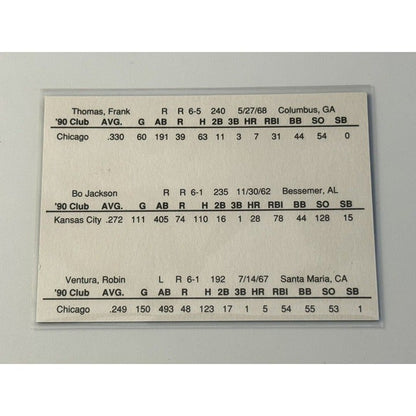 Thomas, Frank R R 6-5 240 5/27/68 Columbus, GA
'90 Club AVG. G AB R H 2B 3B HR RBI BB SO SB
Chicago .330 60 191 39 63 11 3 7 31 44 54 0
Bo Jackson R R 6-1 235 11/30/62 Bessemer, AL
'90 Club AVG. G AB R H 2B 3B HR RBI BB SO SB
Kansas City .272 111 405 74 110 16 1 28 78 44 128 15
Ventura, Robin L R 6-1 192 7/14/67 Santa Maria, CA
'90 Club AVG. G AB R H 2B 3B HR RBI BB SO SB
Chicago .249 150 493 48 123 17 1 5 54 55 53 1